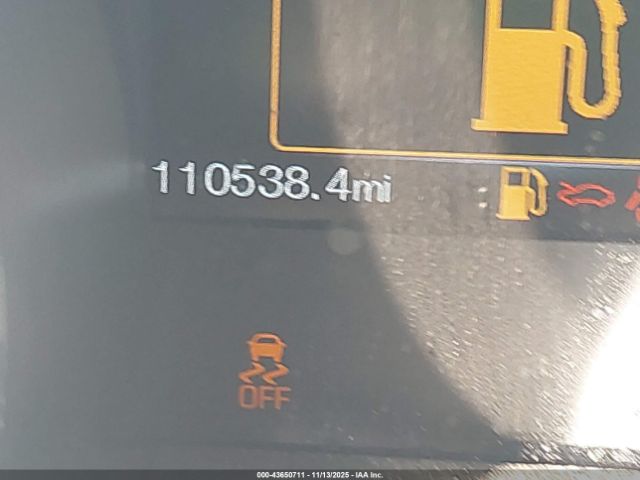 110538.4mi
OFF
000-43650711 - 11/13/2025 - IAA Inc.